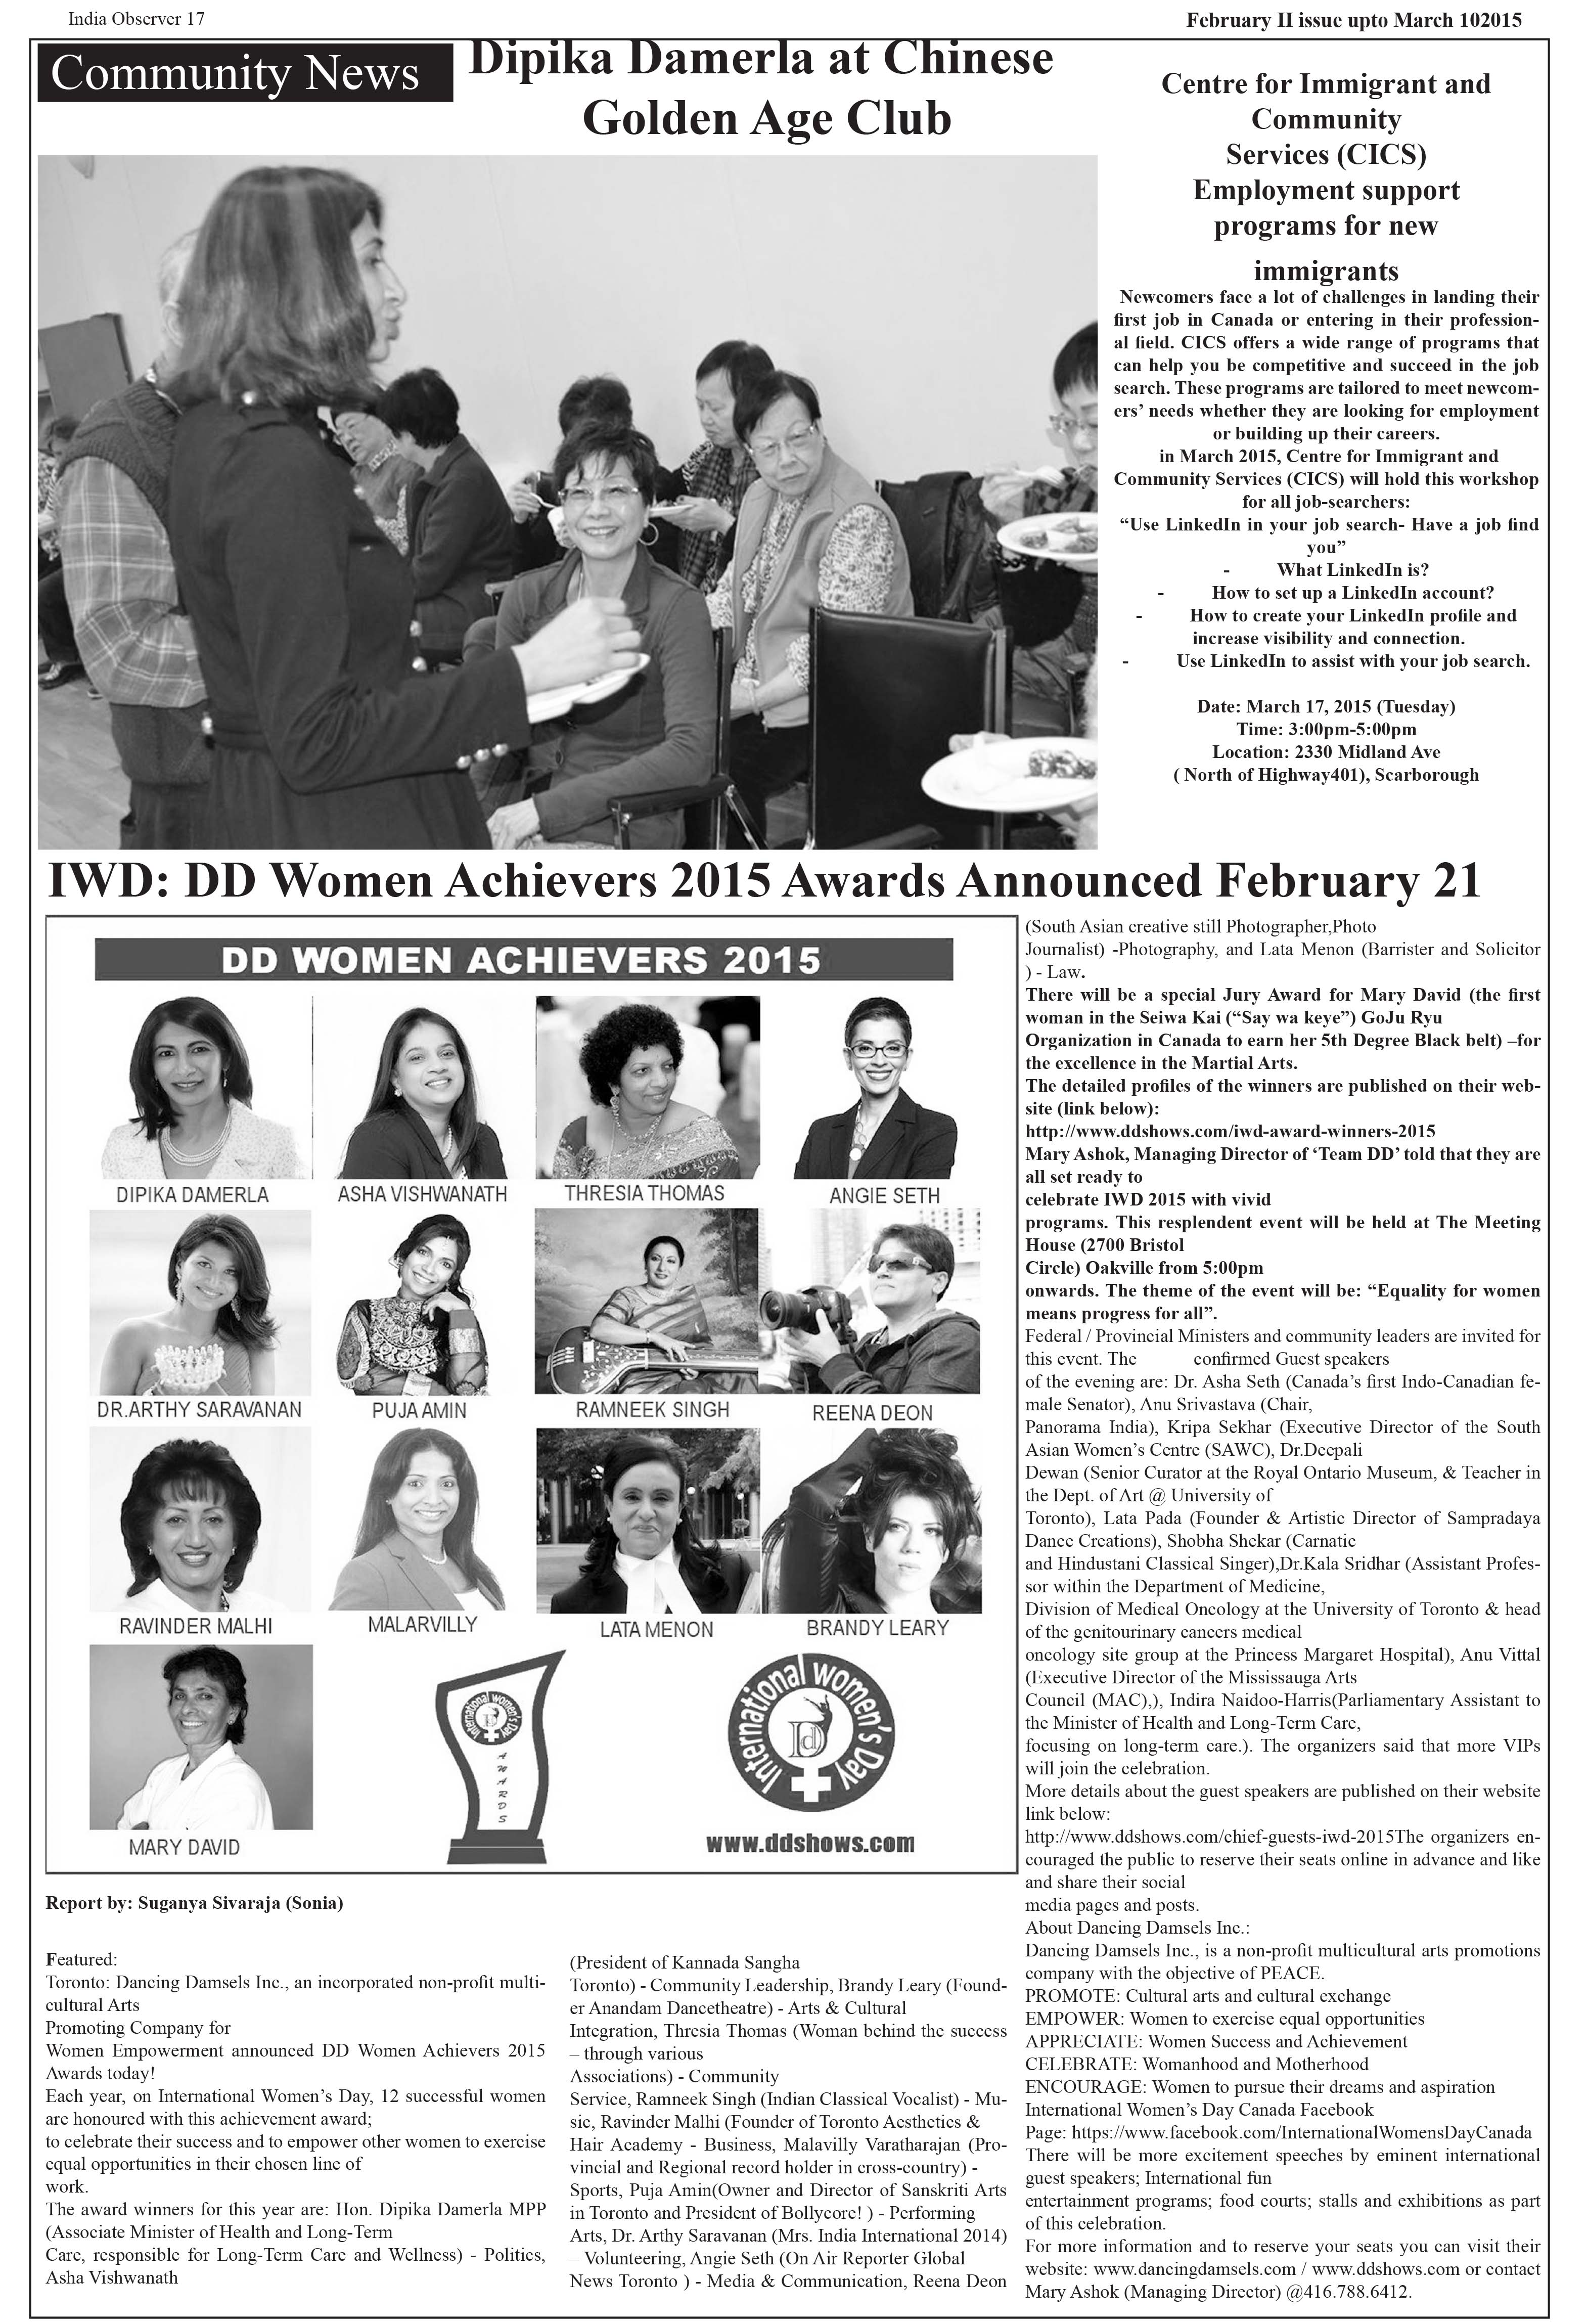 India Observer 17
February II issue upto March 102015
Community News
Dipika Damerla at Chinese
Golden Age Club
Centre for Immigrant and
Community
Services (CICS)
Employment support
programs for new
immigrants
Newcomers face a lot of challenges in landing their
first job in Canada or entering in their profession-
al field. CICS offers a wide range of programs that
can help you be competitive and succeed in the job
search. These programs are tailored to meet newcom-
ers’ needs whether they are looking for employment
or building up their careers.
in March 2015, Centre for Immigrant and
Community Services (CICS) will hold this workshop
for all job-searchers:
“Use LinkedIn in your job search- Have a job find
you”
- What LinkedIn is?
- How to set up a LinkedIn account?
- How to create your LinkedIn profile and
increase visibility and connection.
- Use LinkedIn to assist with your job search.
Date: March 17, 2015 (Tuesday)
Time: 3:00pm-5:00pm
Location: 2330 Midland Ave
( North of Highway401), Scarborough
IWD: DD Women Achievers 2015 Awards Announced February 21
DD WOMEN ACHIEVERS 2015
DIPIKA DAMERLA
ASHA VISHWANATH
THRESIA THOMAS
ANGIE SETH
DR.ARTHY SARAVANAN
PUJA AMIN
RAMNEEK SINGH
REENA DEON
RAVINDER MALHI
MALARVILLY
LATA MENON
BRANDY LEARY
MARY DAVID
International women's Day
Dd
AWARDS
International women's Day
Dd
www.ddshows.com
Report by: Suganya Sivaraja (Sonia)
Featured:
Toronto: Dancing Damsels Inc., an incorporated non-profit multi-
cultural Arts
Promoting Company for
Women Empowerment announced DD Women Achievers 2015
Awards today!
Each year, on International Women’s Day, 12 successful women
are honoured with this achievement award;
to celebrate their success and to empower other women to exercise
equal opportunities in their chosen line of
work.
The award winners for this year are: Hon. Dipika Damerla MPP
(Associate Minister of Health and Long-Term
Care, responsible for Long-Term Care and Wellness) - Politics,
Asha Vishwanath
(President of Kannada Sangha
Toronto) - Community Leadership, Brandy Leary (Found-
er Anandam Dancetheatre) - Arts & Cultural
Integration, Thresia Thomas (Woman behind the success
– through various
Associations) - Community
Service, Ramneek Singh (Indian Classical Vocalist) - Mu-
sic, Ravinder Malhi (Founder of Toronto Aesthetics &
Hair Academy - Business, Malavilly Varatharajan (Pro-
vincial and Regional record holder in cross-country) -
Sports, Puja Amin(Owner and Director of Sanskriti Arts
in Toronto and President of Bollycore! ) - Performing
Arts, Dr. Arthy Saravanan (Mrs. India International 2014)
– Volunteering, Angie Seth (On Air Reporter Global
News Toronto ) - Media & Communication, Reena Deon
(South Asian creative still Photographer,Photo
Journalist) -Photography, and Lata Menon (Barrister and Solicitor
) - Law.
There will be a special Jury Award for Mary David (the first
woman in the Seiwa Kai (“Say wa keye”) GoJu Ryu
Organization in Canada to earn her 5th Degree Black belt) –for
the excellence in the Martial Arts.
The detailed profiles of the winners are published on their web-
site (link below):
http://www.ddshows.com/iwd-award-winners-2015
Mary Ashok, Managing Director of ‘Team DD’ told that they are
all set ready to
celebrate IWD 2015 with vivid
programs. This resplendent event will be held at The Meeting
House (2700 Bristol
Circle) Oakville from 5:00pm
onwards. The theme of the event will be: “Equality for women
means progress for all”.
Federal / Provincial Ministers and community leaders are invited for
this event. The confirmed Guest speakers
of the evening are: Dr. Asha Seth (Canada’s first Indo-Canadian fe-
male Senator), Anu Srivastava (Chair,
Panorama India), Kripa Sekhar (Executive Director of the South
Asian Women’s Centre (SAWC), Dr.Deepali
Dewan (Senior Curator at the Royal Ontario Museum, & Teacher in
the Dept. of Art @ University of
Toronto), Lata Pada (Founder & Artistic Director of Sampradaya
Dance Creations), Shobha Shekar (Carnatic
and Hindustani Classical Singer),Dr.Kala Sridhar (Assistant Profes-
sor within the Department of Medicine,
Division of Medical Oncology at the University of Toronto & head
of the genitourinary cancers medical
oncology site group at the Princess Margaret Hospital), Anu Vittal
(Executive Director of the Mississauga Arts
Council (MAC),), Indira Naidoo-Harris(Parliamentary Assistant to
the Minister of Health and Long-Term Care,
focusing on long-term care.). The organizers said that more VIPs
will join the celebration.
More details about the guest speakers are published on their website
link below:
http://www.ddshows.com/chief-guests-iwd-2015The organizers en-
couraged the public to reserve their seats online in advance and like
and share their social
media pages and posts.
About Dancing Damsels Inc.:
Dancing Damsels Inc., is a non-profit multicultural arts promotions
company with the objective of PEACE.
PROMOTE: Cultural arts and cultural exchange
EMPOWER: Women to exercise equal opportunities
APPRECIATE: Women Success and Achievement
CELEBRATE: Womanhood and Motherhood
ENCOURAGE: Women to pursue their dreams and aspiration
International Women’s Day Canada Facebook
Page: https://www.facebook.com/InternationalWomensDayCanada
There will be more excitement speeches by eminent international
guest speakers; International fun
entertainment programs; food courts; stalls and exhibitions as part
of this celebration.
For more information and to reserve your seats you can visit their
website: www.dancingdamsels.com / www.ddshows.com or contact
Mary Ashok (Managing Director) @416.788.6412.